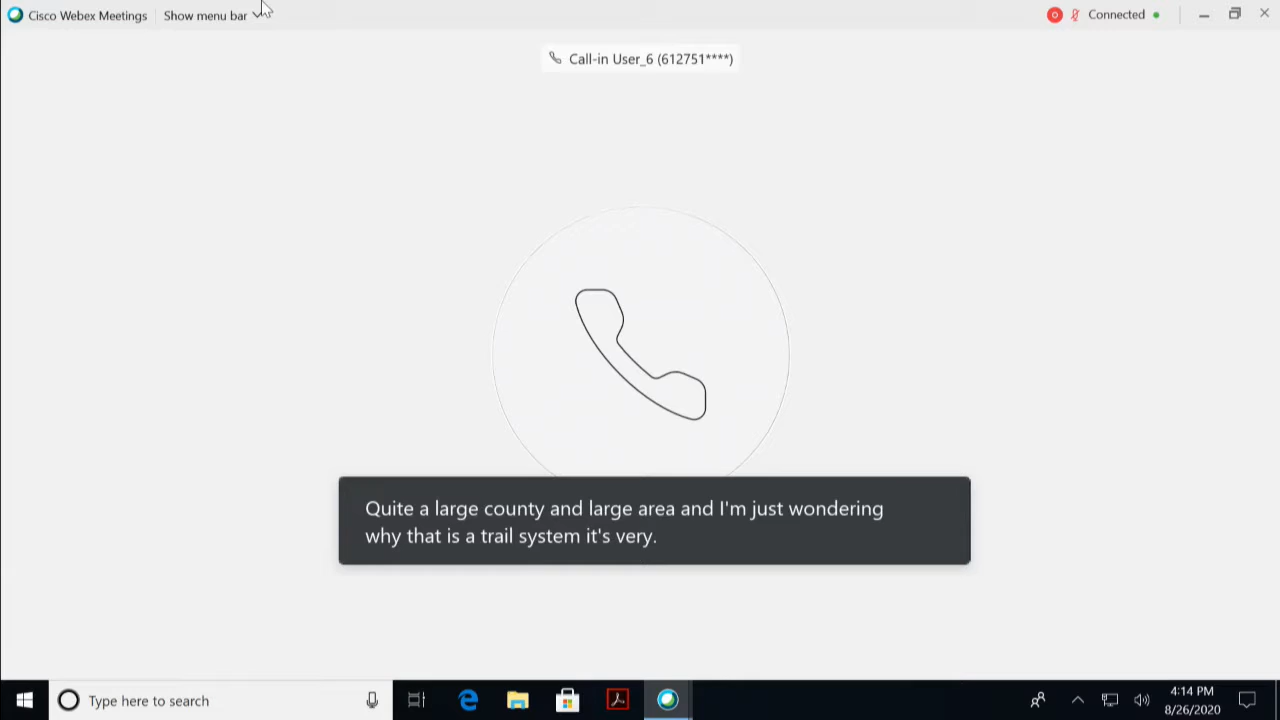 Cisco Webex Meetings
Show menu bar
Connected
Call-in User_6 (612751****)
Quite a large county and large area and I'm just wondering
why that is a trail system it's very.
Type here to search
4:14 PM
8/26/2020